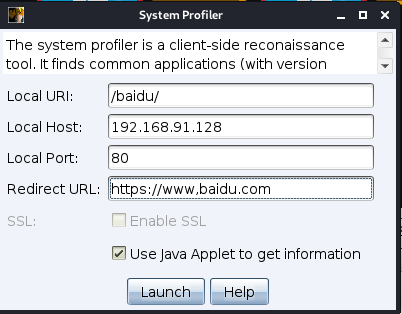 System Profiler
The system profiler is a client-side reconaissance
tool. It finds common applications (with version
Local URI: /baidu/
Local Host: 192.168.91.128
Local Port: 80
Redirect URL: https://www,baidu.com
SSL: Enable SSL
Use Java Applet to get information
Launch Help